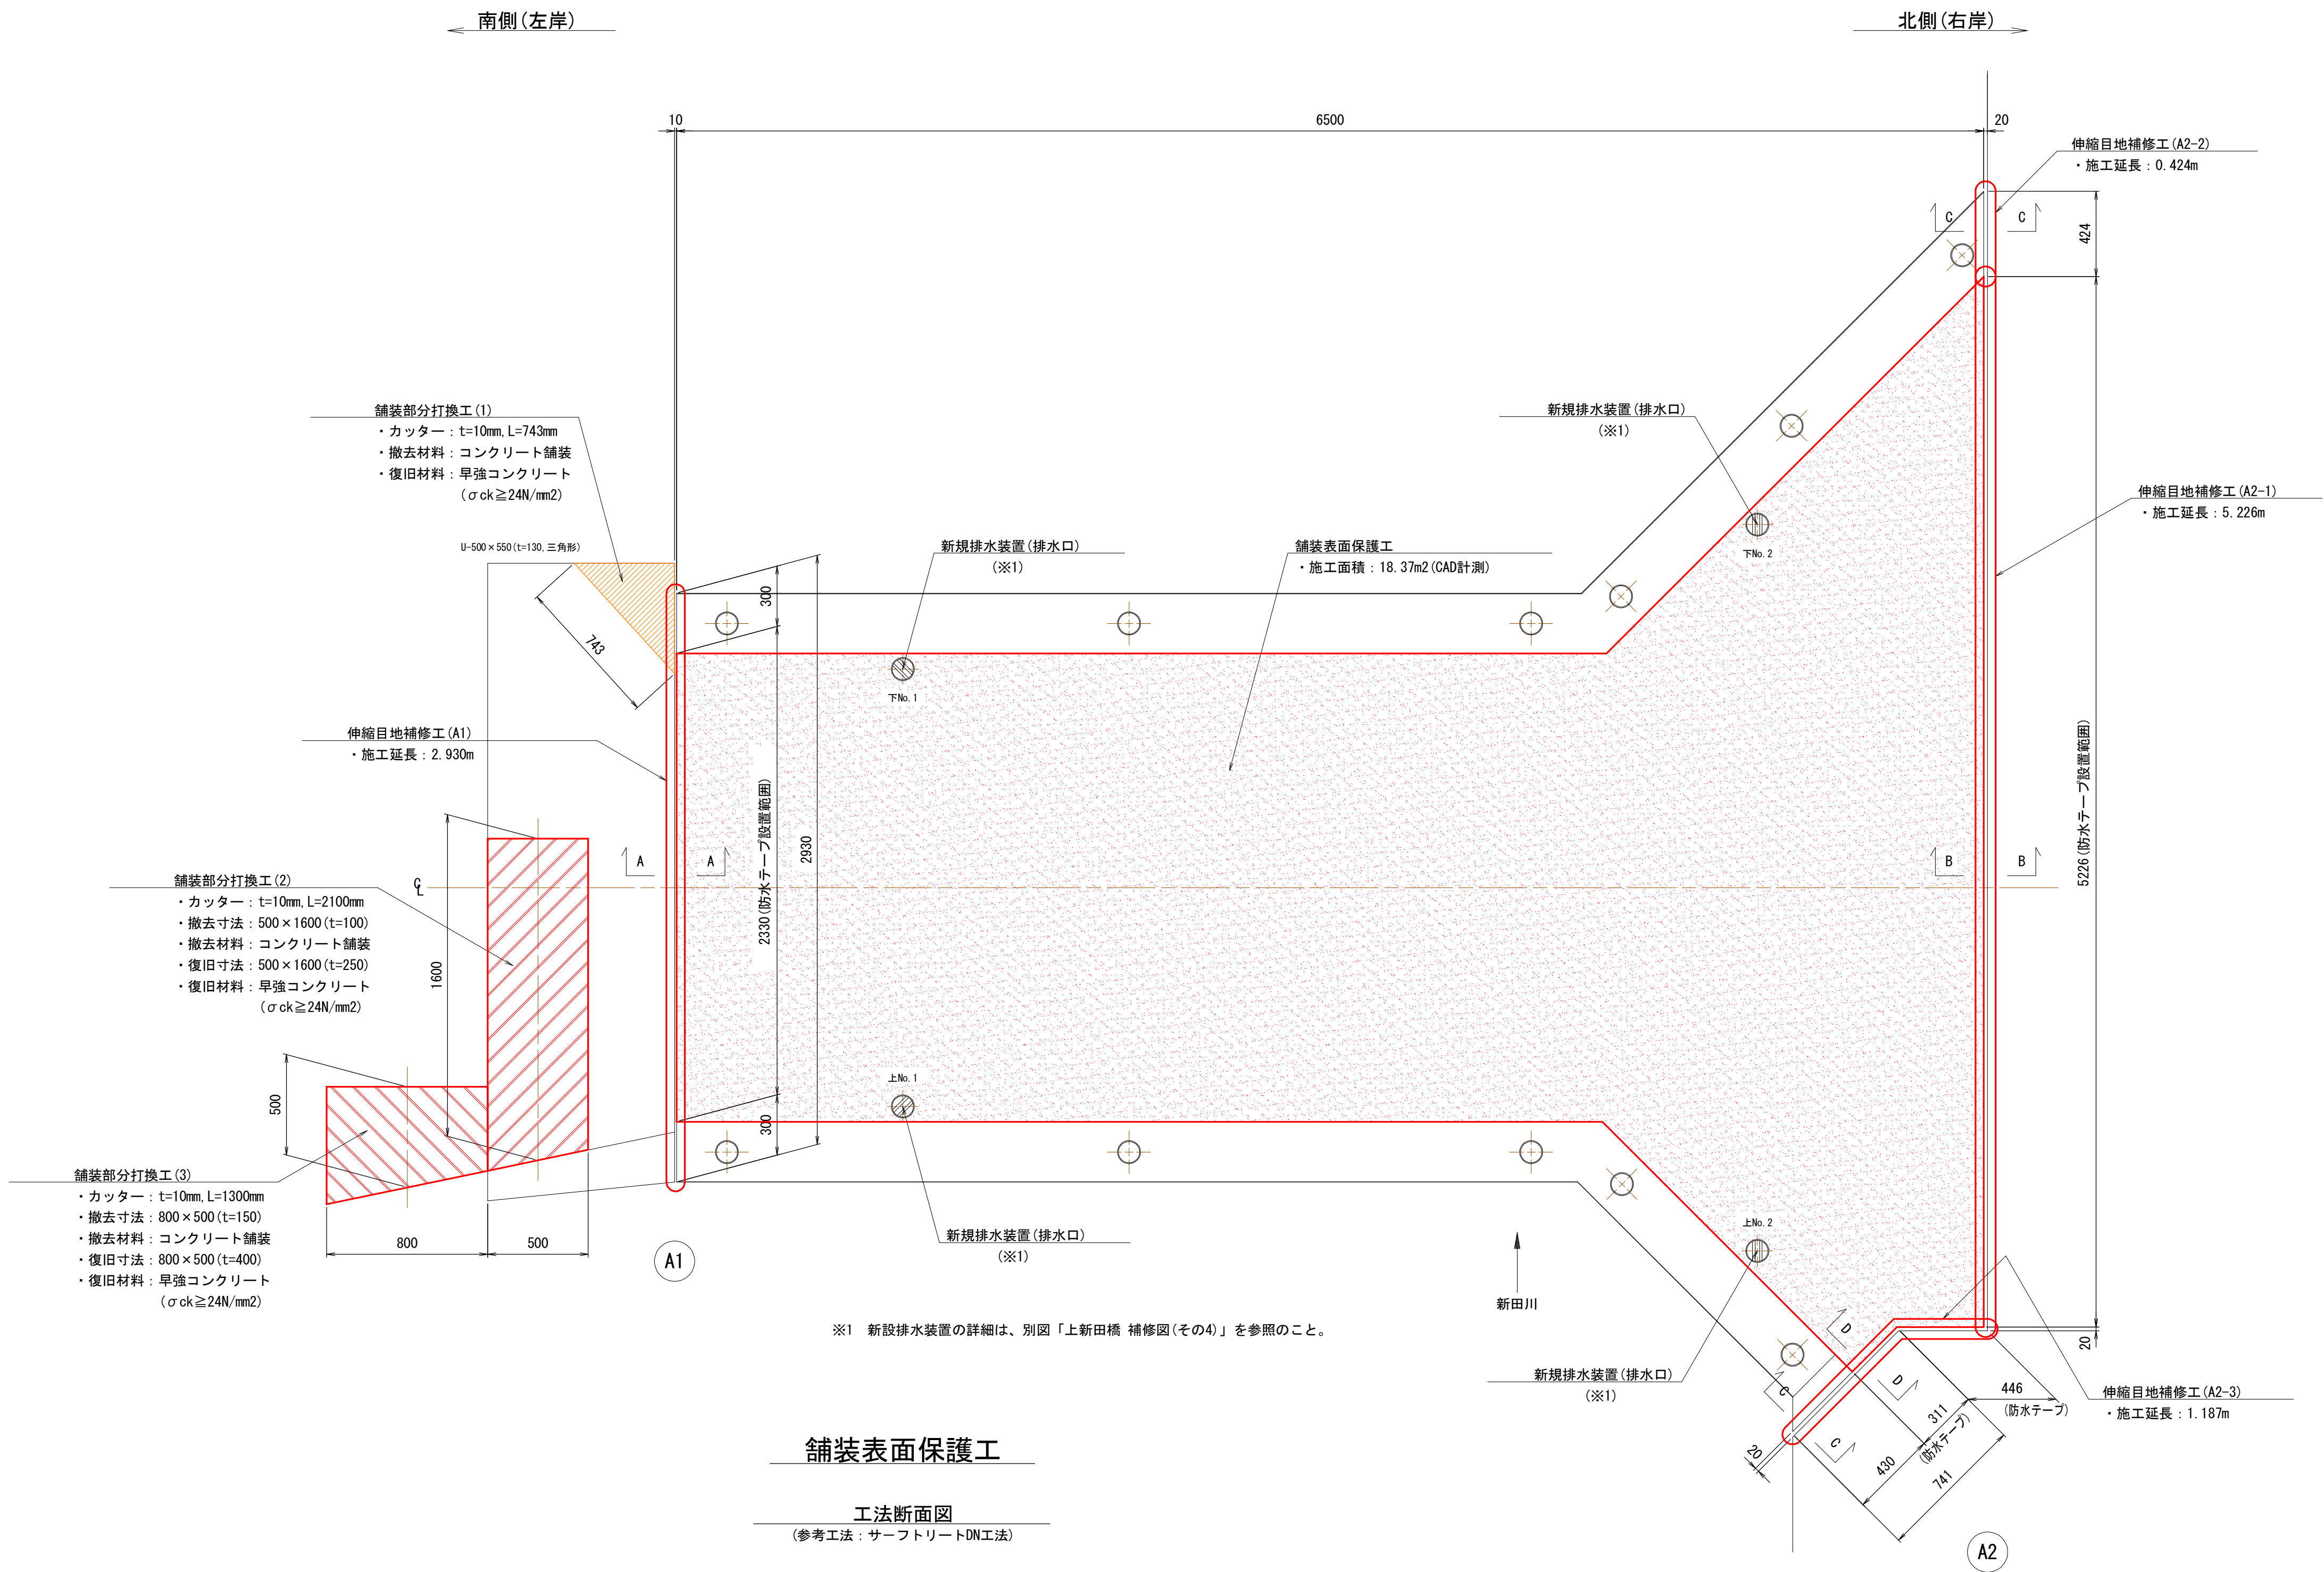 南側(左岸)
北側(右岸)
10
6500
20
伸縮目地補修工(A2-2)
・施工延長：0.424m
C
C
424
舗装部分打換工(1)
・カッター：t=10mm,L=743mm
・撤去材料：コンクリート舗装
・復旧材料：早強コンクリート
(σck≧24N/mm2)
新規排水装置(排水口)
(※1)
伸縮目地補修工(A2-1)
・施工延長：5.226m
U-500×550(t=130,三角形)
新規排水装置(排水口)
(※1)
舗装表面保護工
・施工面積：18.37m2(CAD計測)
下No.2
300
743
下No.1
伸縮目地補修工(A1)
・施工延長：2.930m
2330(防水テープ設置範囲)
2930
5226(防水テープ設置範囲)
A
A
B
B
CL
舗装部分打換工(2)
・カッター：t=10mm,L=2100mm
・撤去寸法：500×1600(t=100)
・撤去材料：コンクリート舗装
・復旧寸法：500×1600(t=250)
・復旧材料：早強コンクリート
(σck≧24N/mm2)
1600
500
上No.1
300
舗装部分打換工(3)
・カッター：t=10mm,L=1300mm
・撤去寸法：800×500(t=150)
・撤去材料：コンクリート舗装
・復旧寸法：800×500(t=400)
・復旧材料：早強コンクリート
(σck≧24N/mm2)
800
500
A1
新規排水装置(排水口)
(※1)
上No.2
新田川
※1　新設排水装置の詳細は、別図「上新田橋 補修図(その4)」を参照のこと。
D
D
20
新規排水装置(排水口)
(※1)
C
C
446
(防水テープ)
311
(防水テープ)
430
741
20
伸縮目地補修工(A2-3)
・施工延長：1.187m
舗装表面保護工
工法断面図
(参考工法：サーフトリートDN工法)
A2